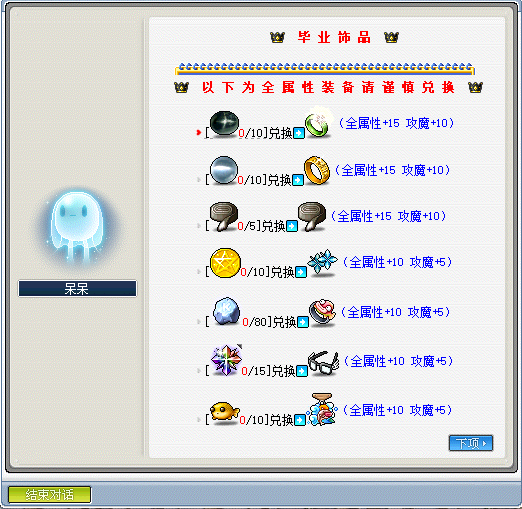 毕业饰品
以下为全属性装备请谨慎兑换
[0/10]兑换 (全属性+15 攻魔+10)
[0/10]兑换 (全属性+15 攻魔+10)
[0/5]兑换 (全属性+15 攻魔+10)
[0/10]兑换 (全属性+10 攻魔+5)
呆呆
[0/80]兑换 (全属性+10 攻魔+5)
[0/15]兑换 (全属性+10 攻魔+5)
[0/10]兑换 (全属性+10 攻魔+5)
下项
结束对话